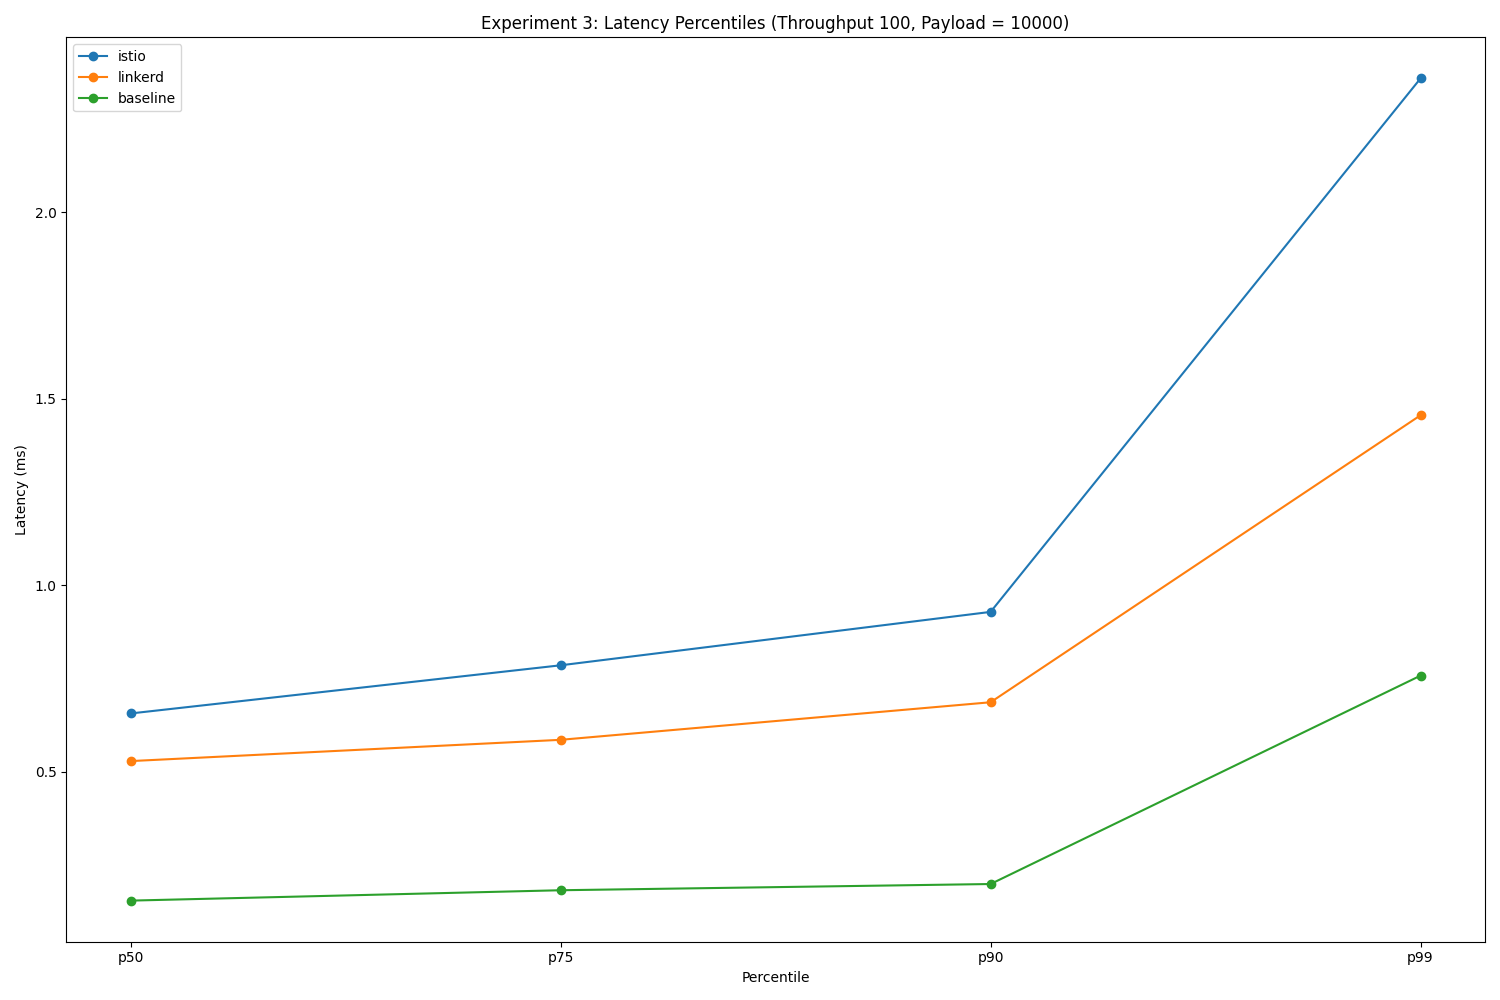 Experiment 3: Latency Percentiles (Throughput 100, Payload = 10000)
istio
linkerd
baseline
2.0
1.5
1.0
0.5
Latency (ms)
p50 p75 p90 p99
Percentile